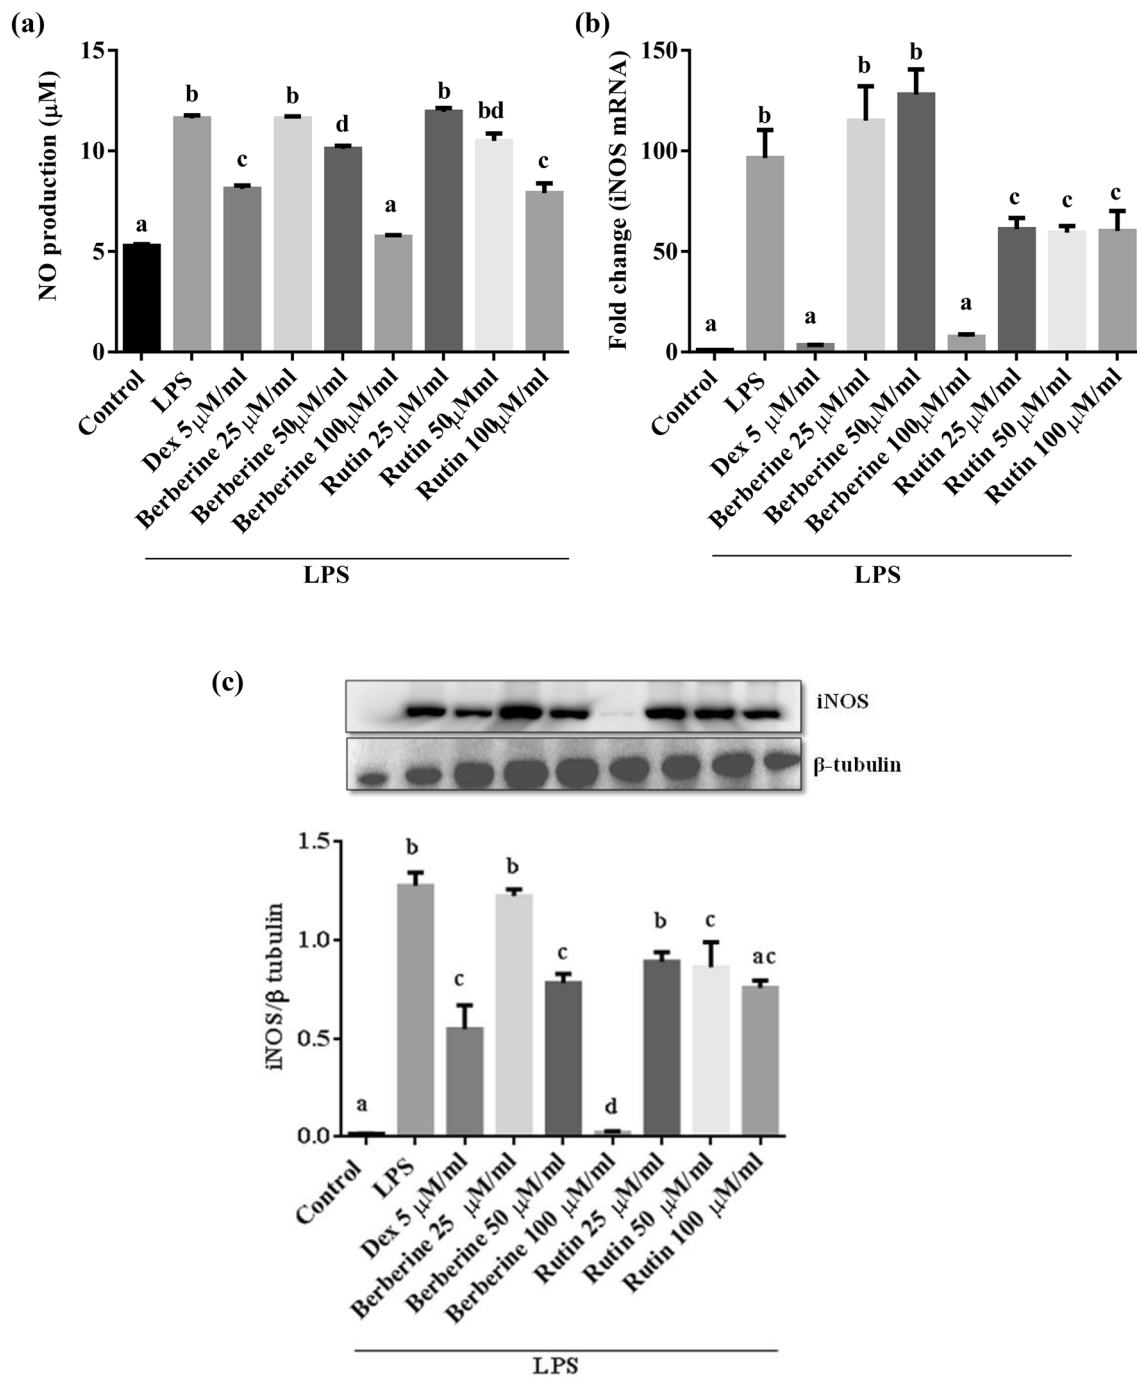 (a)
NO production (μM)
15
10
5
0
b
b
b
bd
d
c
c
a
a
Control
LPS
Dex 5 μM/ml
Berberine 25 μM/ml
Berberine 50μM/ml
Berberine 100μM/ml
Rutin 25 μM/ml
Rutin 50μMml
Rutin 100μM/ml
LPS
(b)
Fold change (iNOS mRNA)
150
100
50
0
a
b
a
b
b
a
c
c
c
Control
LPS
Dex 5 μM/ml
Berberine 25 μM/ml
Berberine 50μM/ml
Berberine 100μM/ml
Rutin 25 μM/ml
Rutin 50 μM/ml
Rutin 100 μM/ml
LPS
(c)
iNOS
β-tubulin
iNOS/β tubulin
1.5
1.0
0.5
0.0
a
b
c
b
c
d
b
c
ac
Control
LPS
Dex 5 μM/ml
Berberine 25 μM/ml
Berberine 50 μM/ml
Berberine 100 μM/ml
Rutin 25 μM/ml
Rutin 50 μM/ml
Rutin 100 μM/ml
LPS